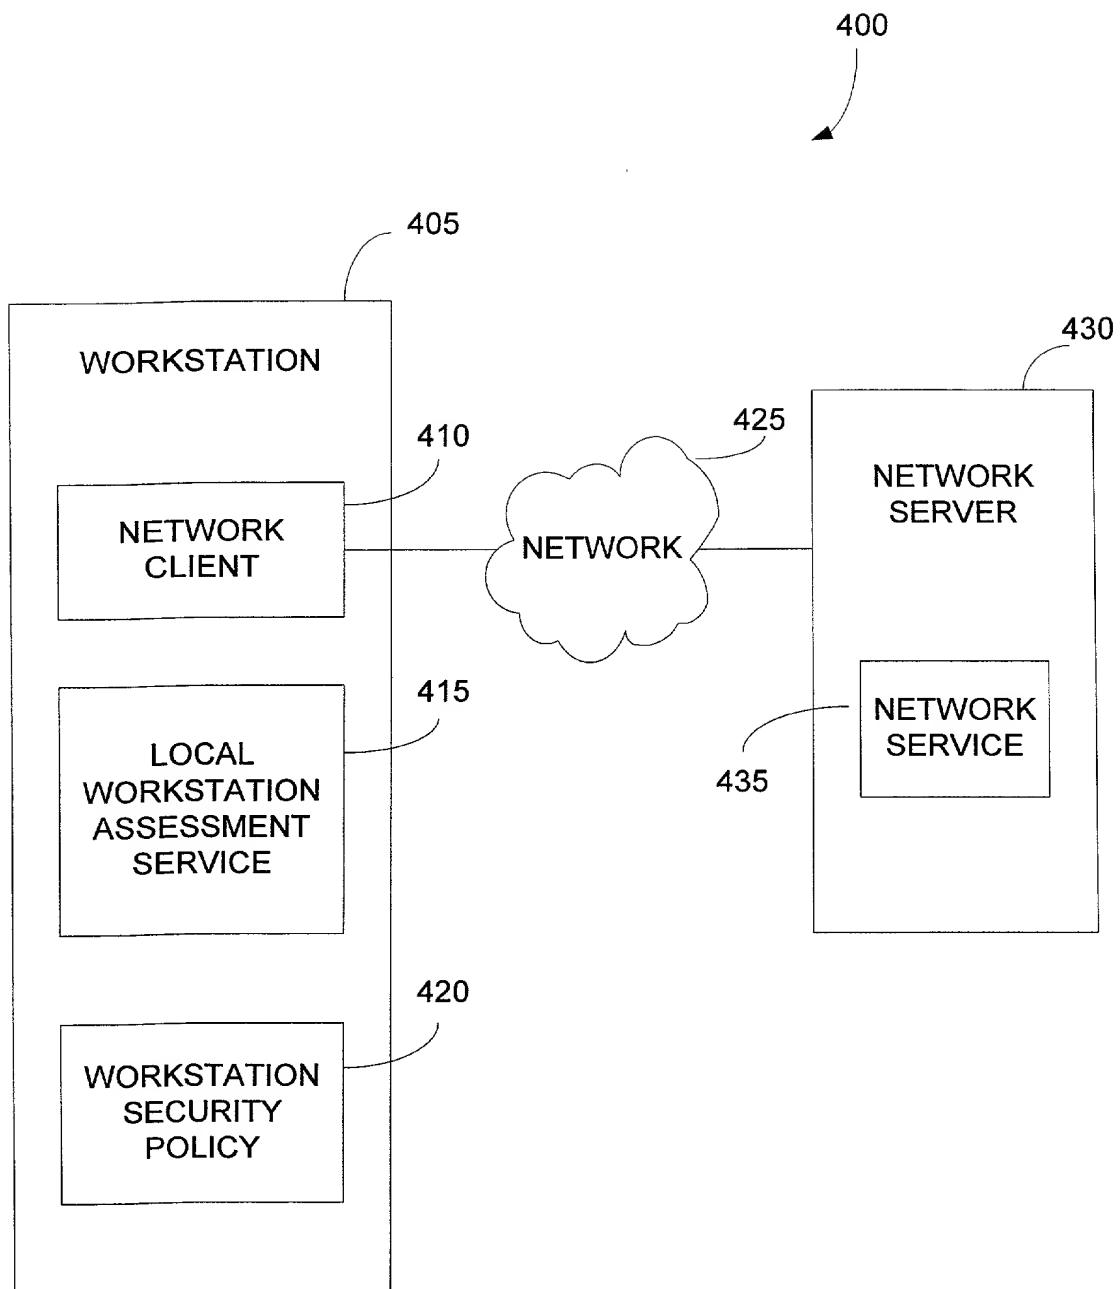 400
405
WORKSTATION
430
410
425
NETWORK
SERVER
NETWORK
CLIENT
NETWORK
415
LOCAL
WORKSTATION
ASSESSMENT
SERVICE
NETWORK
SERVICE
435
420
WORKSTATION
SECURITY
POLICY